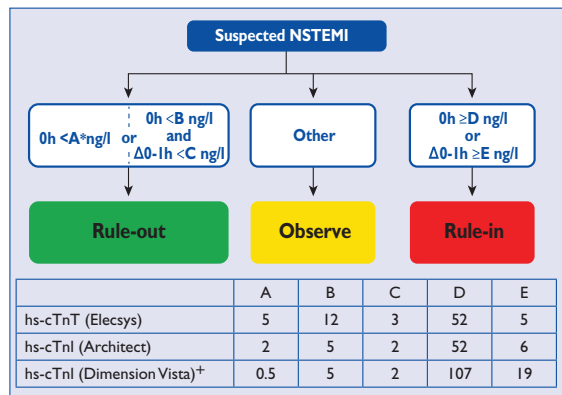 Suspected NSTEMI
0h <A*ng/l or
0h <B ng/l
and
Δ0-1h <C ng/l
Other
0h ≥D ng/l
or
Δ0-1h ≥E ng/l
Rule-out
Observe
Rule-in
A B C D E
hs-cTnT (Elecsys) 5 12 3 52 5
hs-cTnI (Architect) 2 5 2 52 6
hs-cTnI (Dimension Vista)+ 0.5 5 2 107 19